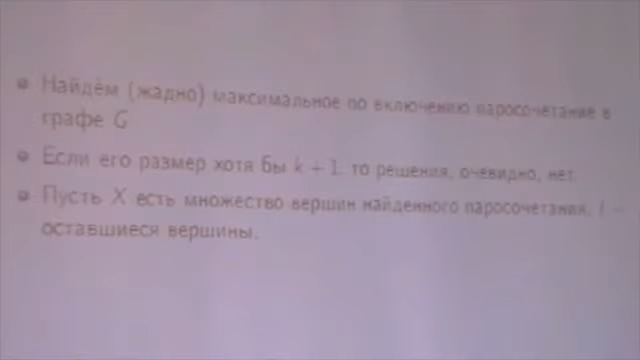 Найдём (жадно) максимальное по включению паросочетание в
графе G
Если его размер хотя бы k + 1, то решения, очевидно, нет.
Пусть X есть множество вершин найденного паросочетания, I –
оставшиеся вершины.